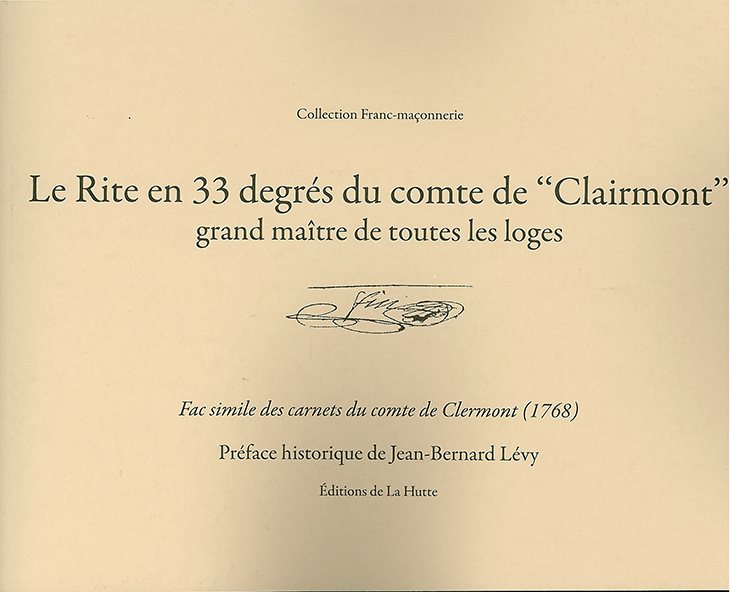 Collection Franc-maçonnerie
Le Rite en 33 degrés du comte de “Clairmont”
grand maître de toutes les loges
Fac simile des carnets du comte de Clermont (1768)
Préface historique de Jean-Bernard Lévy
Éditions de La Hutte